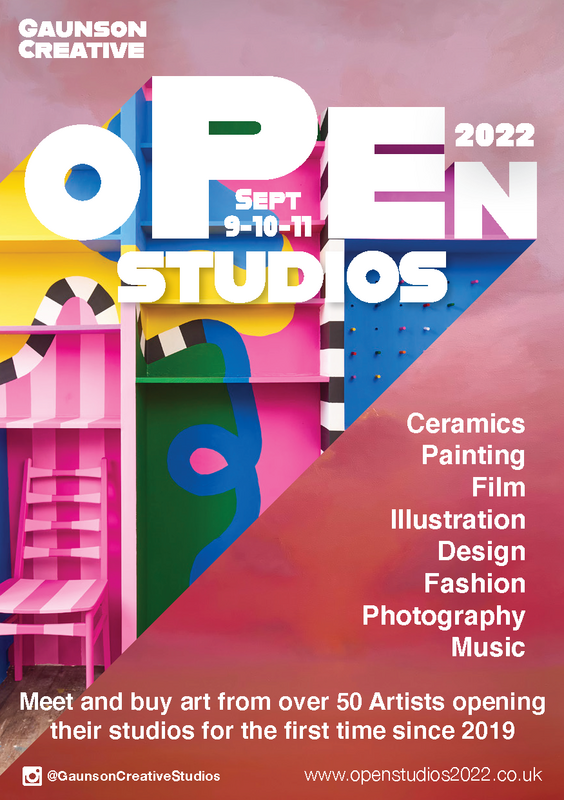 GAUNSON
CREATIVE
OPEN
2022
SEPT
9-10-11
STUDIOS
Ceramics
Painting
Film
Illustration
Design
Fashion
Photography
Music
Meet and buy art from over 50 Artists opening
their studios for the first time since 2019
@GaunsonCreativeStudios
www.openstudios2022.co.uk